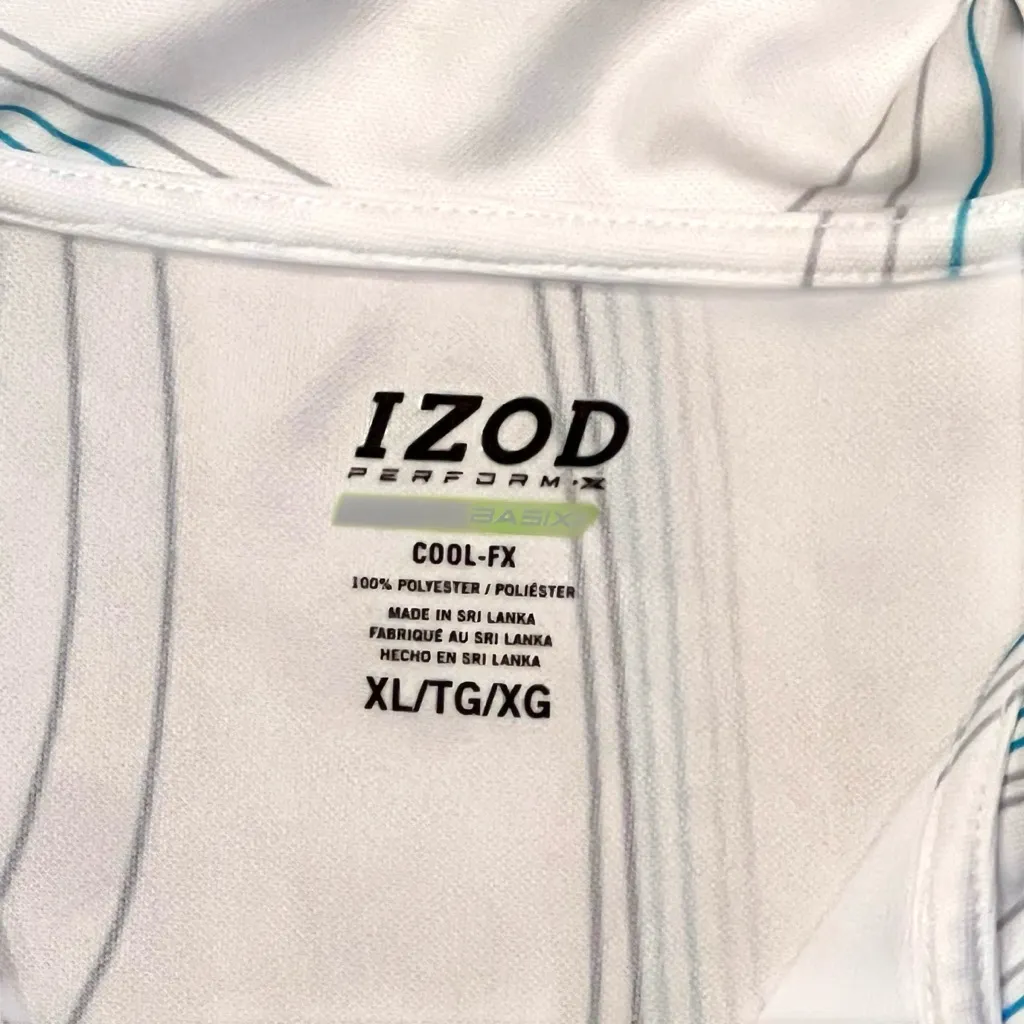 IZOD
PERFORM·X
BASIX
COOL-FX
100% POLYESTER / POLIÉSTER
MADE IN SRI LANKA
FABRIQUÉ AU SRI LANKA
HECHO EN SRI LANKA
XL/TG/XG